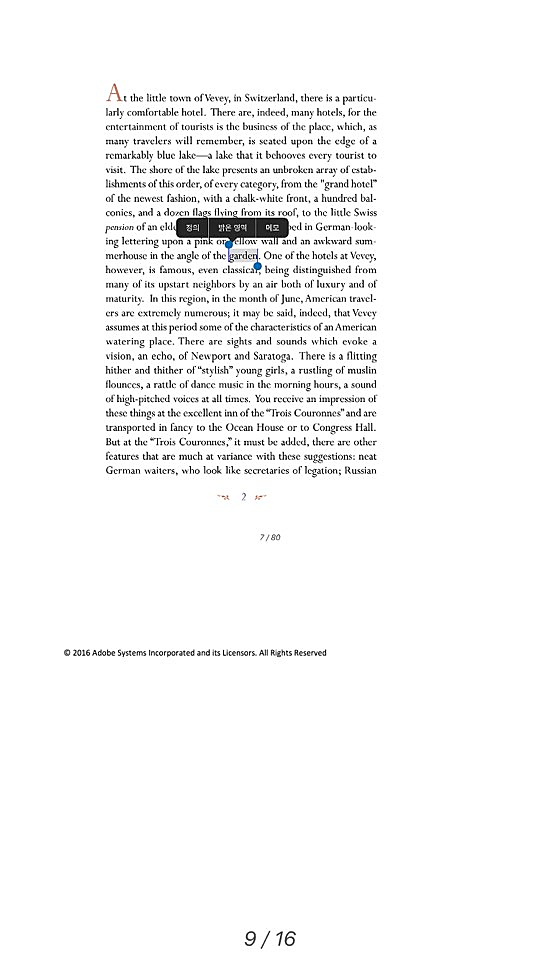 At the little town of Vevey, in Switzerland, there is a particu-
larly comfortable hotel. There are, indeed, many hotels, for the
entertainment of tourists is the business of the place, which, as
many travelers will remember, is seated upon the edge of a
remarkably blue lake—a lake that it behooves every tourist to
visit. The shore of the lake presents an unbroken array of estab-
lishments of this order, of every category, from the "grand hotel"
of the newest fashion, with a chalk-white front, a hundred bal-
conies, and a dozen flags flying from its roof, to the little Swiss
pension of an elde
정의 밝은 영역 메모
bed in German-look-
ing lettering upon a pink or yellow wall and an awkward sum-
merhouse in the angle of the garden. One of the hotels at Vevey,
however, is famous, even classical, being distinguished from
many of its upstart neighbors by an air both of luxury and of
maturity. In this region, in the month of June, American travel-
ers are extremely numerous; it may be said, indeed, that Vevey
assumes at this period some of the characteristics of an American
watering place. There are sights and sounds which evoke a
vision, an echo, of Newport and Saratoga. There is a flitting
hither and thither of “stylish” young girls, a rustling of muslin
flounces, a rattle of dance music in the morning hours, a sound
of high-pitched voices at all times. You receive an impression of
these things at the excellent inn of the “Trois Couronnes” and are
transported in fancy to the Ocean House or to Congress Hall.
But at the “Trois Couronnes,” it must be added, there are other
features that are much at variance with these suggestions: neat
German waiters, who look like secretaries of legation; Russian
2
7 / 80
© 2016 Adobe Systems Incorporated and its Licensors. All Rights Reserved
9 / 16